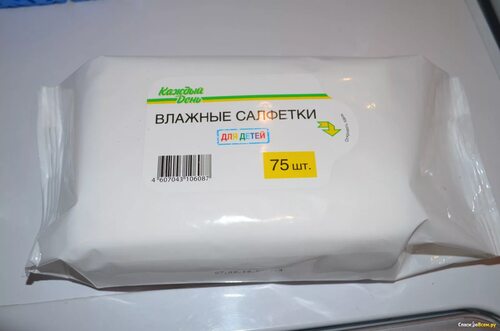 Каждый
День
ВЛАЖНЫЕ САЛФЕТКИ
ДЛЯ ДЕТЕЙ
75 шт.
4 607043 106087